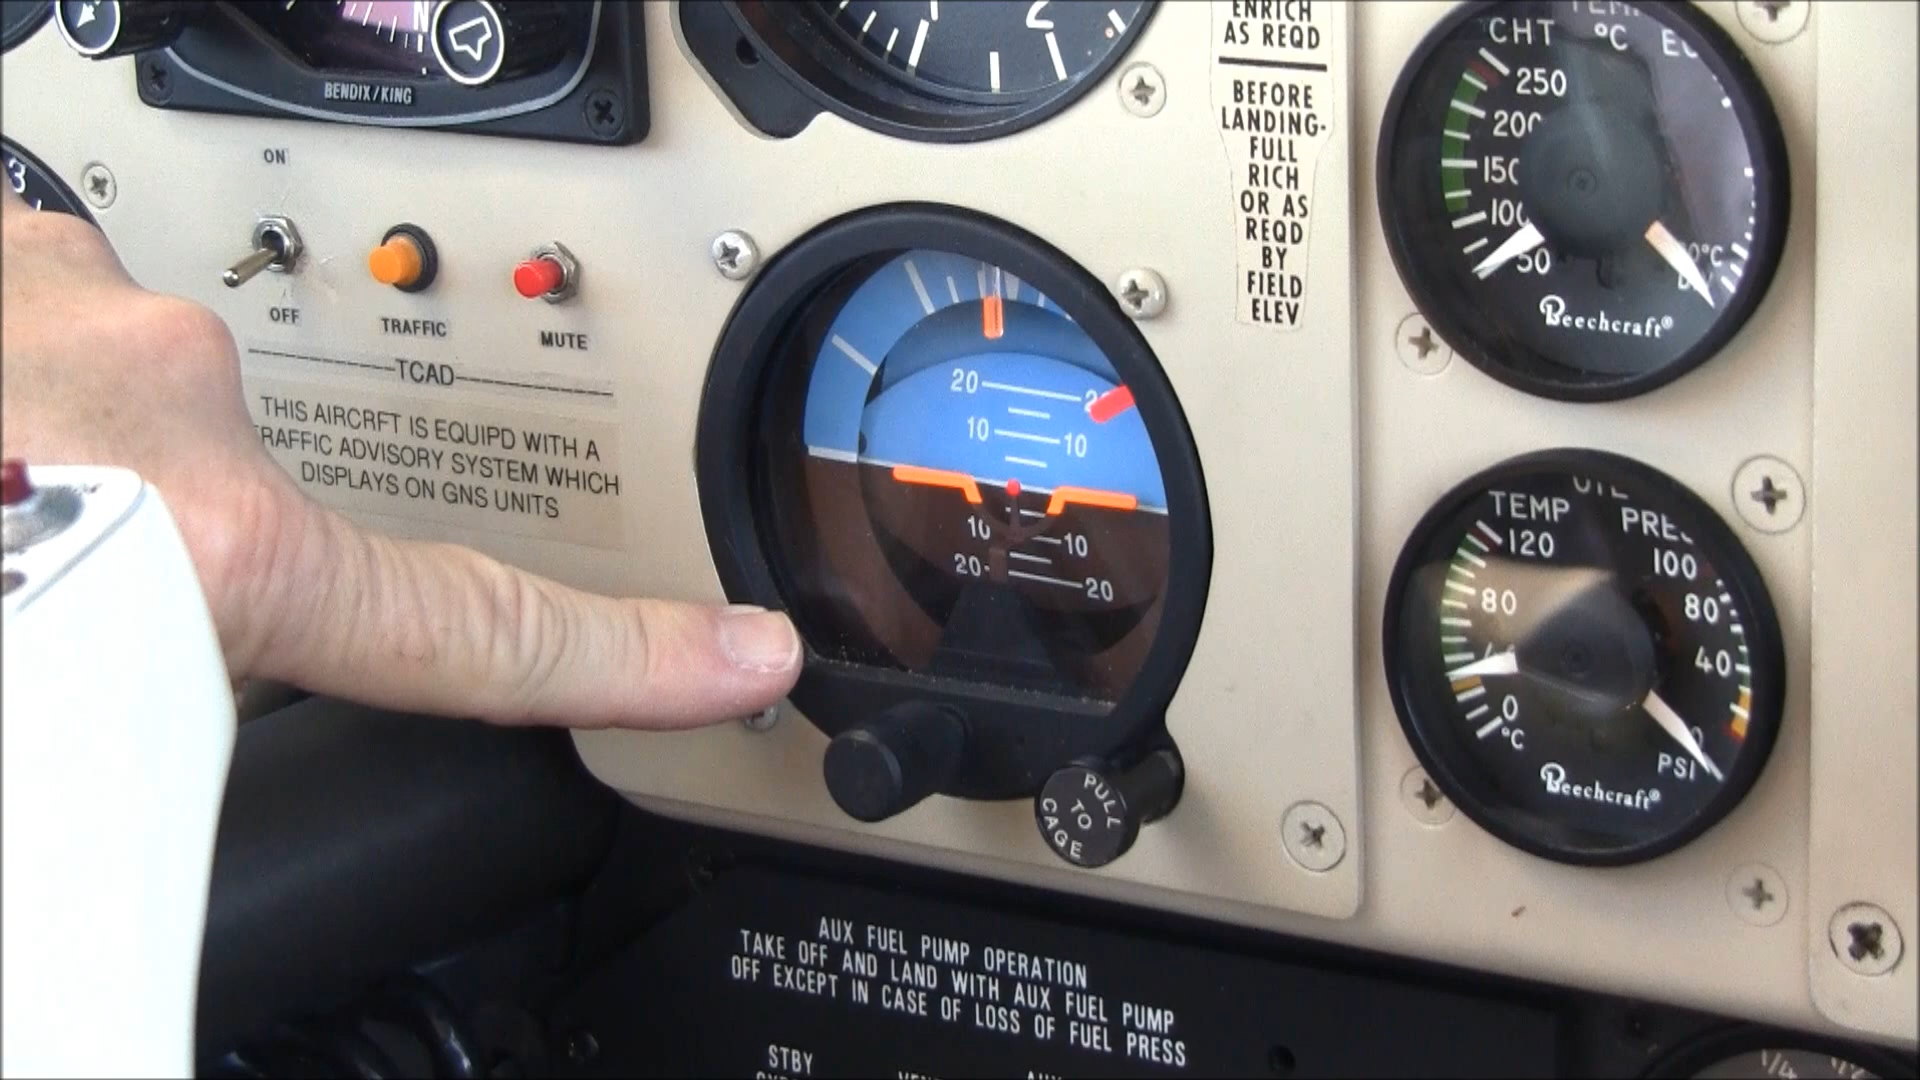 N
BENDIX/KING
3
2
ENRICH
AS REQD
BEFORE
LANDING-
FULL
RICH
OR AS
REQD
BY
FIELD
ELEV
CHT
°C
250
200
150
100
50
Beechcraft®
ON
OFF
TRAFFIC
MUTE
TCAD
THIS AIRCRFT IS EQUIPD WITH A
TRAFFIC ADVISORY SYSTEM WHICH
DISPLAYS ON GNS UNITS
20
10 10
10 10
20 20
PULL
TO
CAGE
TEMP
120 100
80 80
40
0
°C
PSI
Beechcraft®
AUX FUEL PUMP OPERATION
TAKE OFF AND LAND WITH AUX FUEL PUMP
OFF EXCEPT IN CASE OF LOSS OF FUEL PRESS
STBY